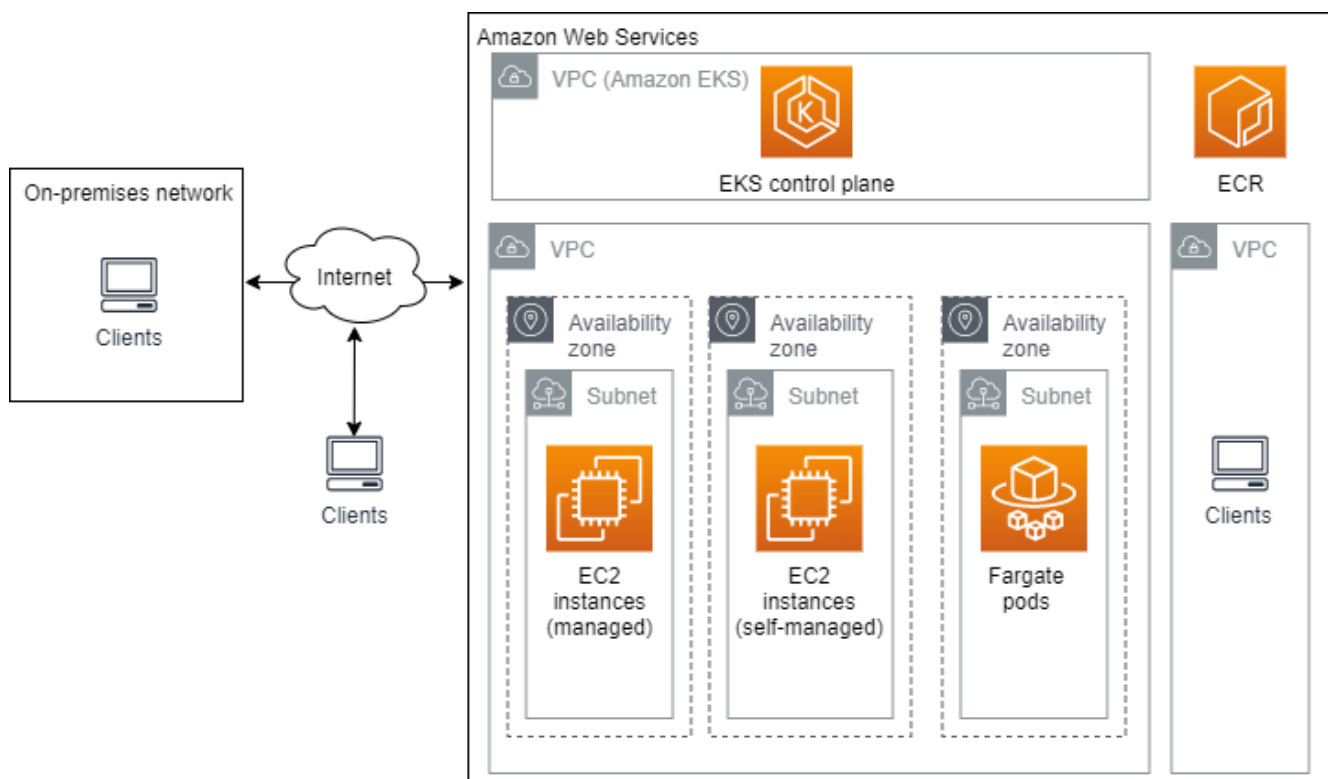 Amazon Web Services
VPC (Amazon EKS)
K
EKS control plane
ECR
On-premises network
Clients
Internet
Clients
VPC
Availability
zone
Subnet
EC2
instances
(managed)
Availability
zone
Subnet
EC2
instances
(self-managed)
Availability
zone
Subnet
Fargate
pods
VPC
Clients